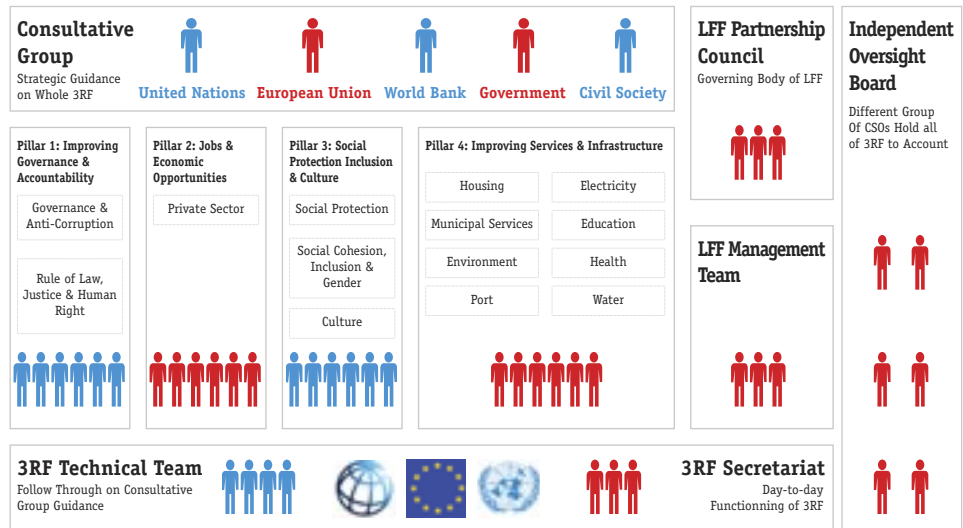 Consultative
Group
Strategic Guidance
on Whole 3RF
United Nations
European Union
World Bank
Government
Civil Society
LFF Partnership
Council
Governing Body of LFF
Independent
Oversight
Board
Different Group
Of CSOs Hold all
of 3RF to Account
Pillar 1: Improving
Governance &
Accountability
Governance &
Anti-Corruption
Rule of Law,
Justice & Human
Right
Pillar 2: Jobs &
Economic
Opportunities
Private Sector
Pillar 3: Social
Protection Inclusion
& Culture
Social Protection
Social Cohesion,
Inclusion &
Gender
Culture
Pillar 4: Improving Services & Infrastructure
Housing
Electricity
Municipal Services
Education
Environment
Health
Port
Water
LFF Management
Team
3RF Technical Team
Follow Through on Consultative
Group Guidance
3RF Secretariat
Day-to-day
Functionning of 3RF